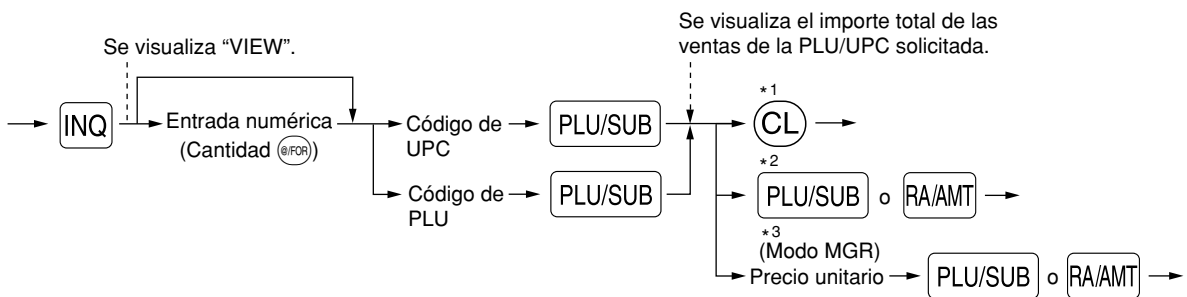 Se visualiza el importe total de las
ventas de la PLU/UPC solicitada.
Se visualiza “VIEW”.
INQ
Entrada numérica
(Cantidad @/FOR)
Código de
UPC
PLU/SUB
Código de
PLU
PLU/SUB
*1
CL
*2
PLU/SUB o RA/AMT
*3
(Modo MGR)
Precio unitario PLU/SUB o RA/AMT